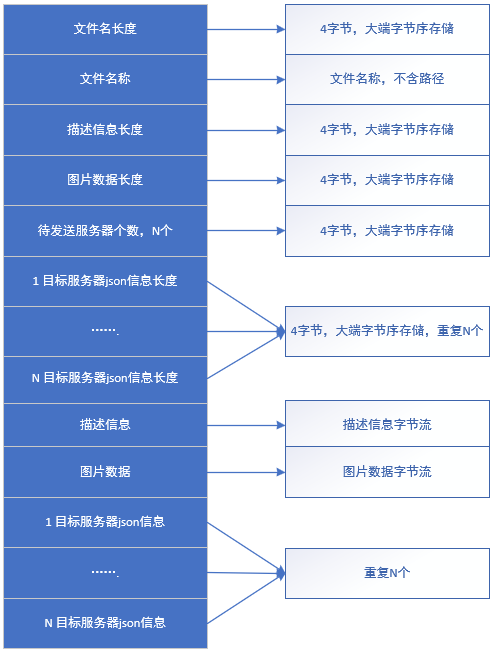 文件名长度
4字节，大端字节序存储
文件名称
文件名称，不含路径
描述信息长度
4字节，大端字节序存储
图片数据长度
4字节，大端字节序存储
待发送服务器个数，N个
4字节，大端字节序存储
1 目标服务器json信息长度
…….
4字节，大端字节序存储，重复N个
N 目标服务器json信息长度
描述信息
描述信息字节流
图片数据
图片数据字节流
1 目标服务器json信息
…….
重复N个
N 目标服务器json信息